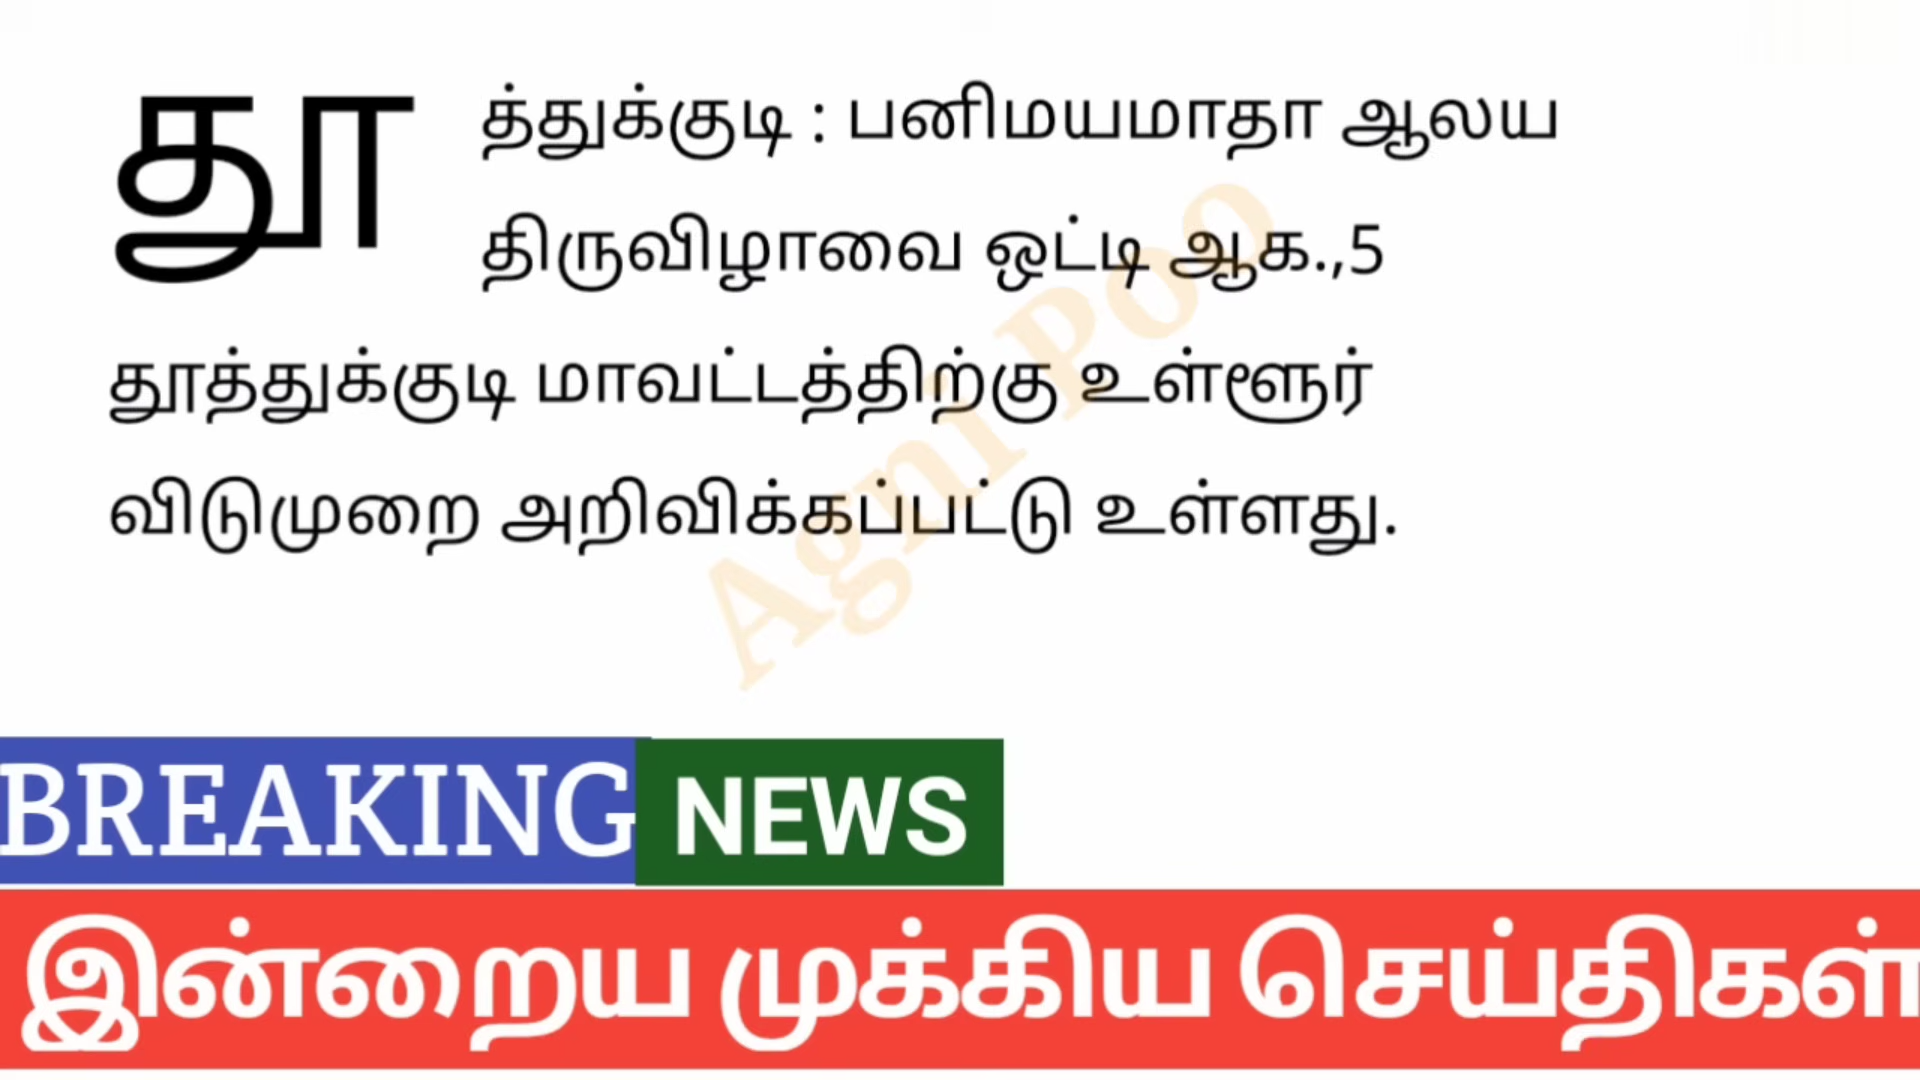 தூத்துக்குடி : பனிமயமாதா ஆலய
திருவிழாவை ஒட்டி ஆக.,5
தூத்துக்குடி மாவட்டத்திற்கு உள்ளூர்
விடுமுறை அறிவிக்கப்பட்டு உள்ளது.
Agni Poo
BREAKING NEWS
இன்றைய முக்கிய செய்திகள்